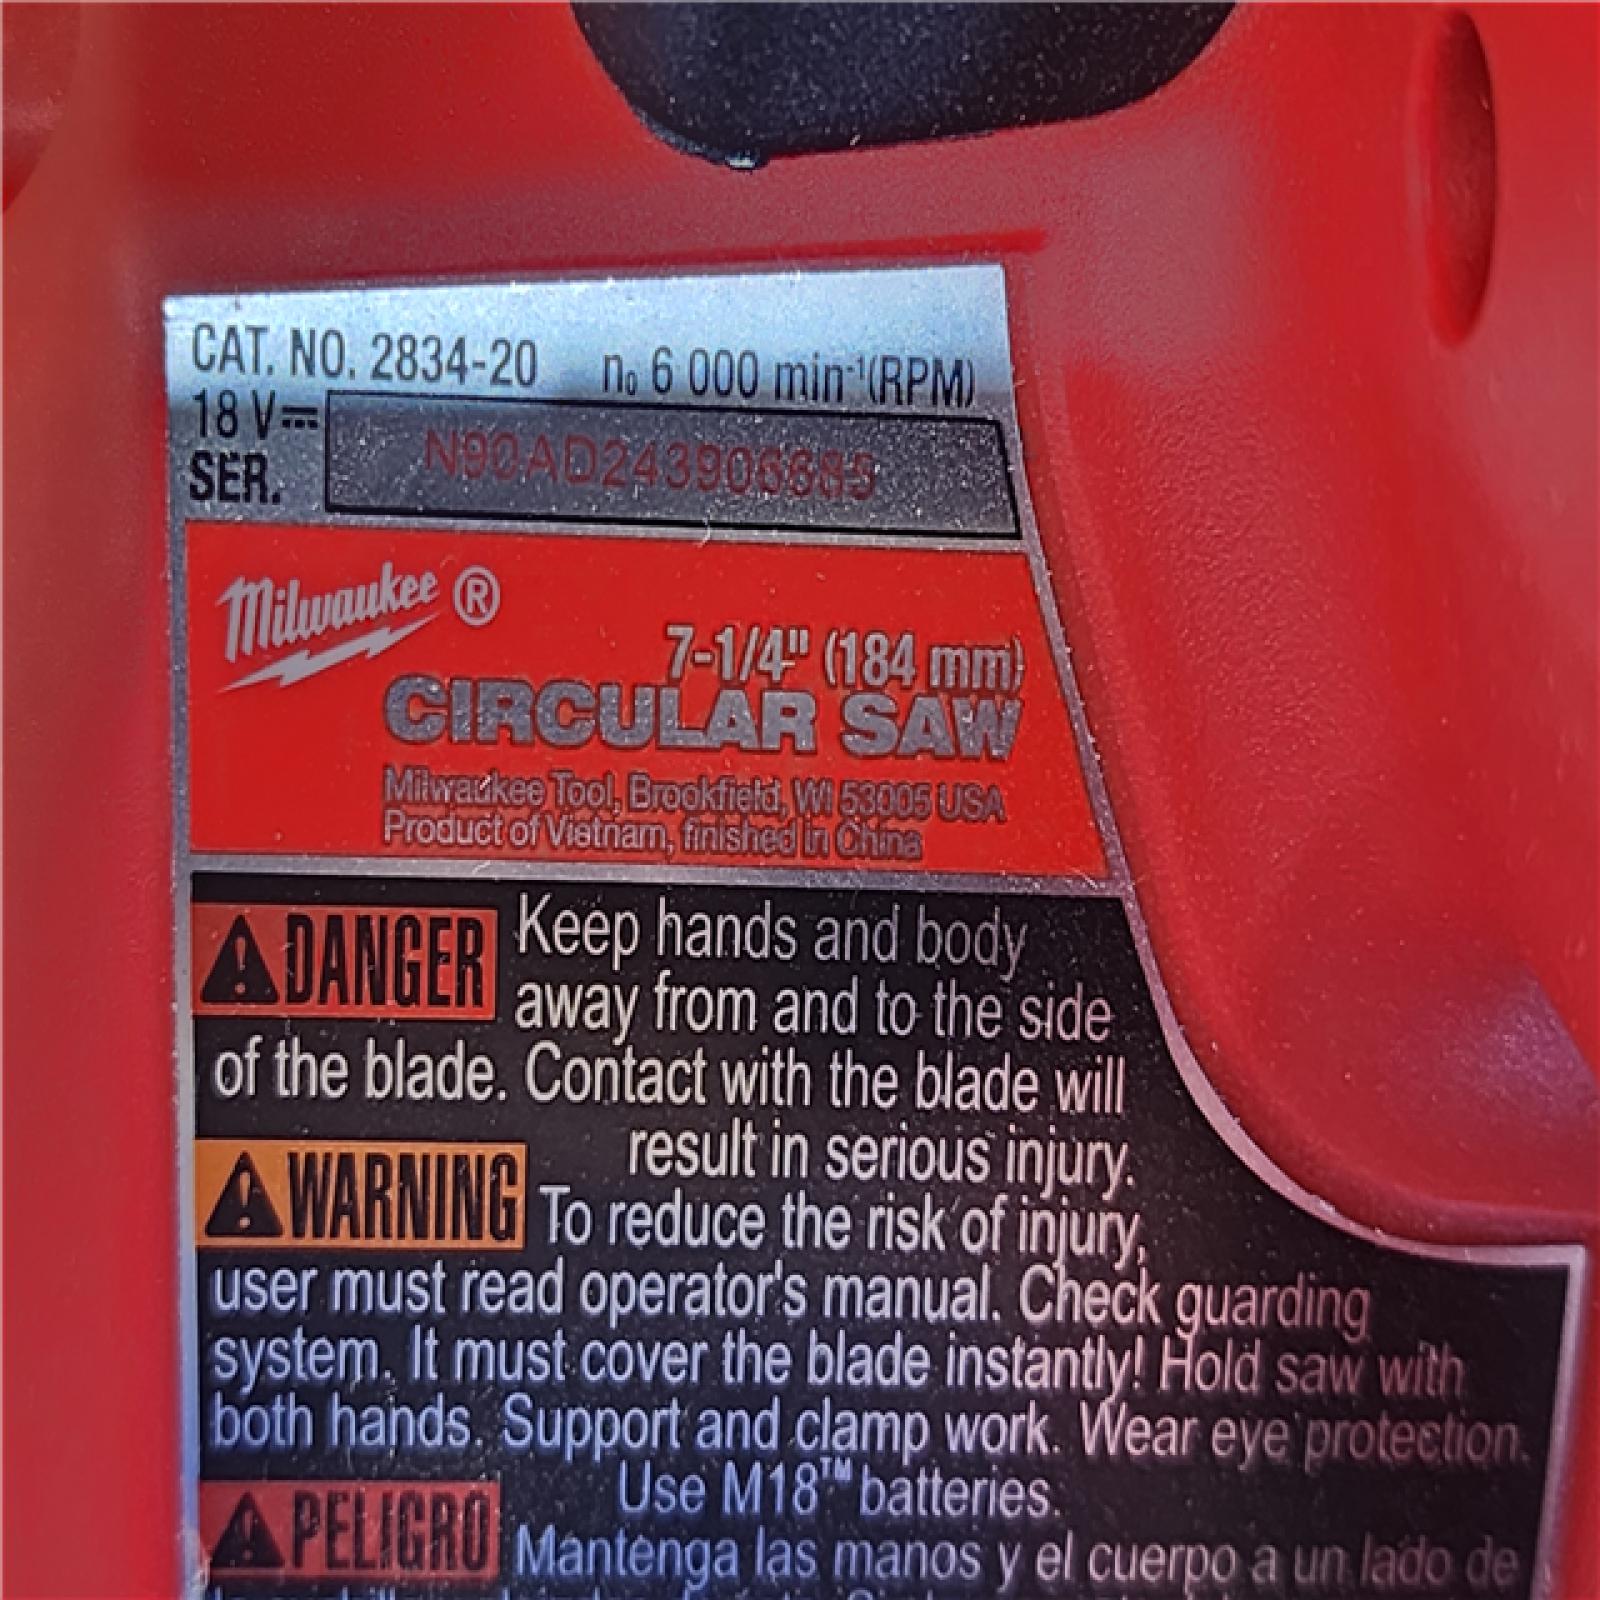 CAT. NO. 2834-20 n₀ 6 000 min⁻¹(RPM)
18 V⎓
SER. N90AD243906685
Milwaukee®
7-1/4" (184 mm)
CIRCULAR SAW
Milwaukee Tool, Brookfield, WI 53005 USA
Product of Vietnam, finished in China
DANGER Keep hands and body
away from and to the side
of the blade. Contact with the blade will
result in serious injury.
WARNING To reduce the risk of injury,
user must read operator's manual. Check guarding
system. It must cover the blade instantly! Hold saw with
both hands. Support and clamp work. Wear eye protection.
Use M18™ batteries.
PELIGRO Mantenga las manos y el cuerpo a un lado de